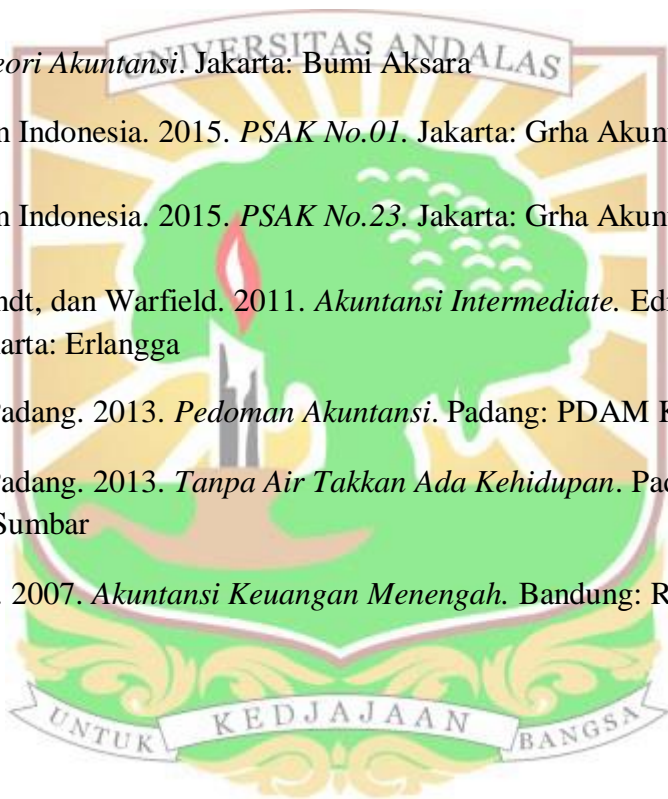 UNIVERSITAS ANDALAS
eori Akuntansi. Jakarta: Bumi Aksara
n Indonesia. 2015. PSAK No.01. Jakarta: Grha Akun
n Indonesia. 2015. PSAK No.23. Jakarta: Grha Akun
ndt, dan Warfield. 2011. Akuntansi Intermediate. Edi
karta: Erlangga
Padang. 2013. Pedoman Akuntansi. Padang: PDAM K
Padang. 2013. Tanpa Air Takkan Ada Kehidupan. Pad
Sumbar
. 2007. Akuntansi Keuangan Menengah. Bandung: R
UNTUK KEDJAJAAN BANGSA